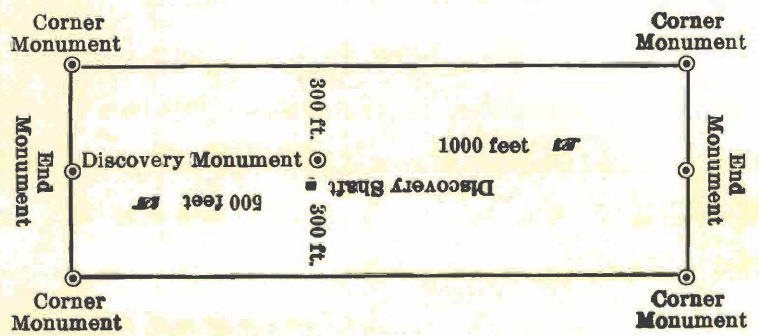 Corner
Monument
Corner
Monument
300 ft.
1000 feet
End
Monument
Discovery Monument
End
Monument
Discovery Shaft
500 feet
300 ft.
Corner
Monument
Corner
Monument